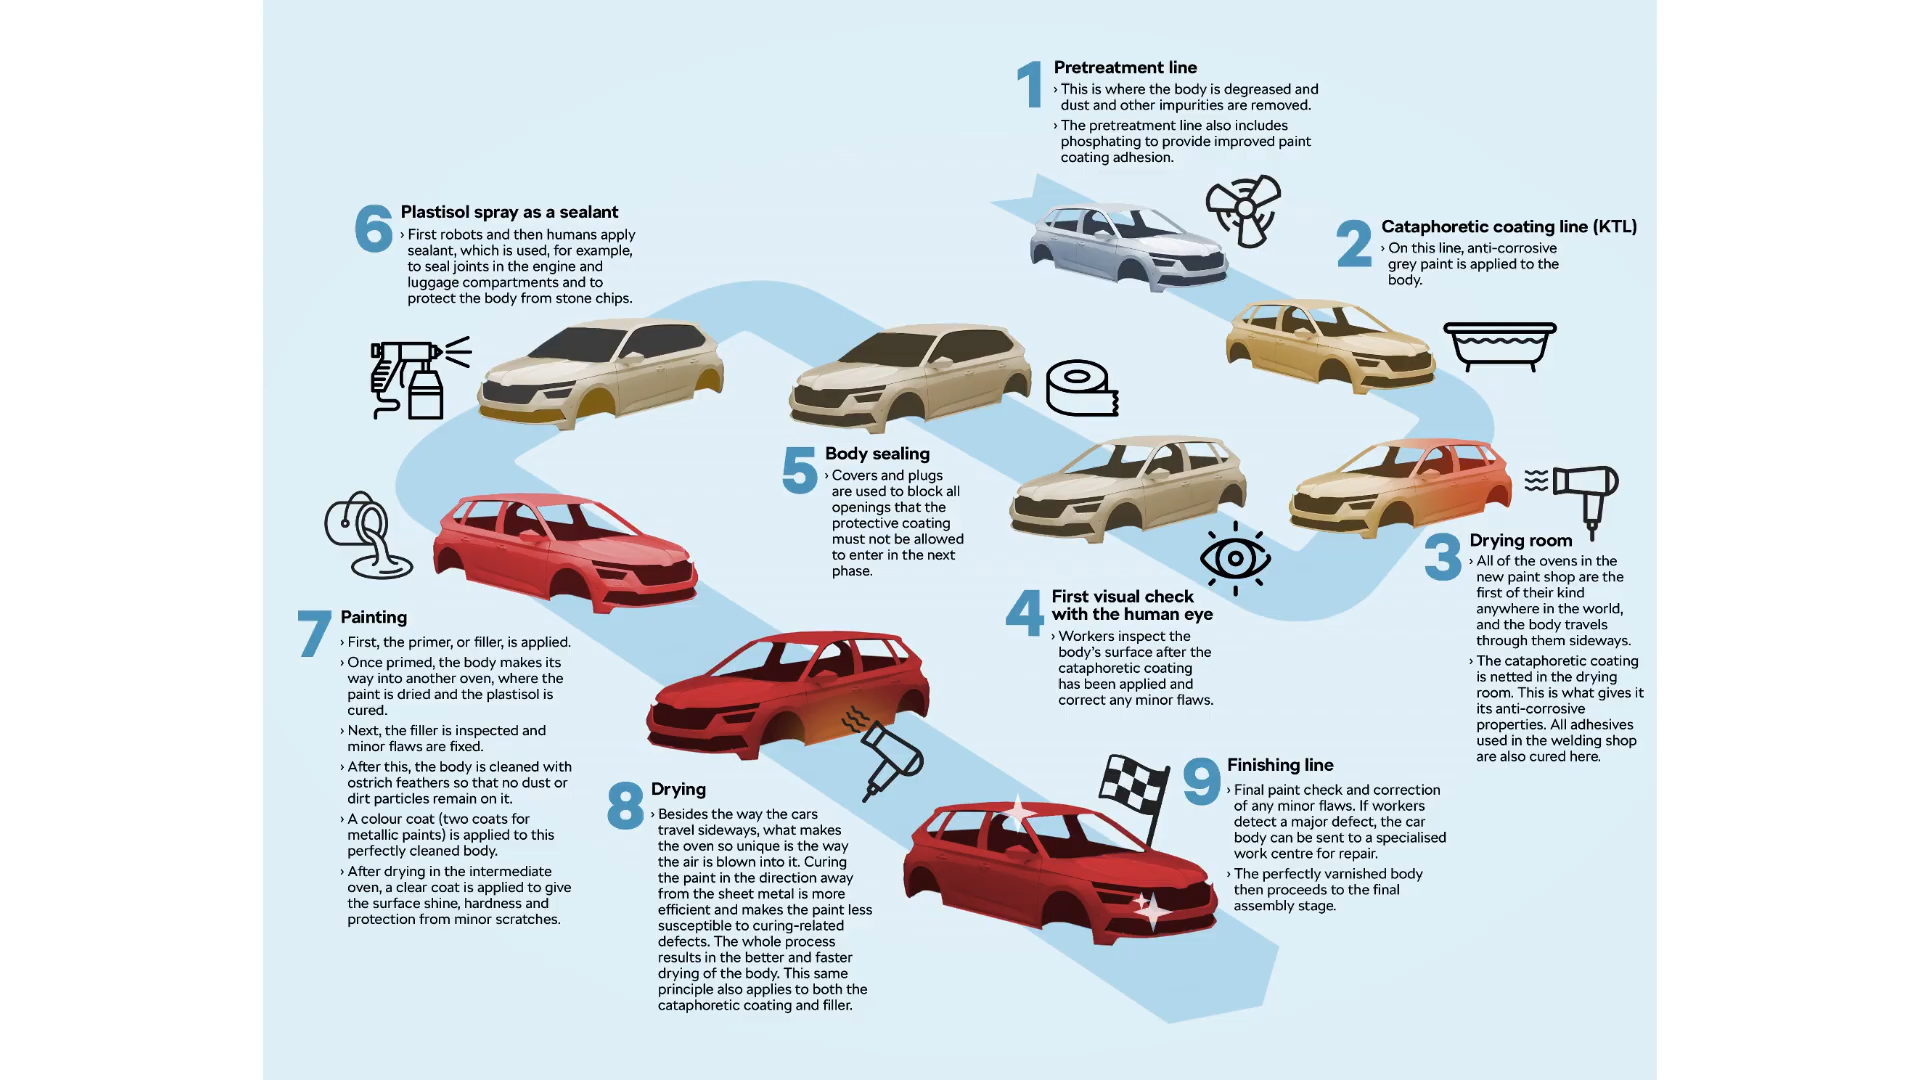 1
Pretreatment line
› This is where the body is degreased and
dust and other impurities are removed.
› The pretreatment line also includes
phosphating to provide improved paint
coating adhesion.
2
Cataphoretic coating line (KTL)
› On this line, anti-corrosive
grey paint is applied to the
body.
3
Drying room
› All of the ovens in the
new paint shop are the
first of their kind
anywhere in the world,
and the body travels
through them sideways.
› The cataphoretic coating
is netted in the drying
room. This is what gives it
its anti-corrosive
properties. All adhesives
used in the welding shop
are also cured here.
4
First visual check
with the human eye
› Workers inspect the
body's surface after the
cataphoretic coating
has been applied and
correct any minor flaws.
5
Body sealing
› Covers and plugs
are used to block all
openings that the
protective coating
must not be allowed
to enter in the next
phase.
6
Plastisol spray as a sealant
› First robots and then humans apply
sealant, which is used, for example,
to seal joints in the engine and
luggage compartments and to
protect the body from stone chips.
7
Painting
› First, the primer, or filler, is applied.
› Once primed, the body makes its
way into another oven, where the
paint is dried and the plastisol is
cured.
› Next, the filler is inspected and
minor flaws are fixed.
› After this, the body is cleaned with
ostrich feathers so that no dust or
dirt particles remain on it.
› A colour coat (two coats for
metallic paints) is applied to this
perfectly cleaned body.
› After drying in the intermediate
oven, a clear coat is applied to give
the surface shine, hardness and
protection from minor scratches.
8
Drying
› Besides the way the cars
travel sideways, what makes
the oven so unique is the way
the air is blown into it. Curing
the paint in the direction away
from the sheet metal is more
efficient and makes the paint less
susceptible to curing-related
defects. The whole process
results in the better and faster
drying of the body. This same
principle also applies to both the
cataphoretic coating and filler.
9
Finishing line
› Final paint check and correction
of any minor flaws. If workers
detect a major defect, the car
body can be sent to a specialised
work centre for repair.
› The perfectly varnished body
then proceeds to the final
assembly stage.